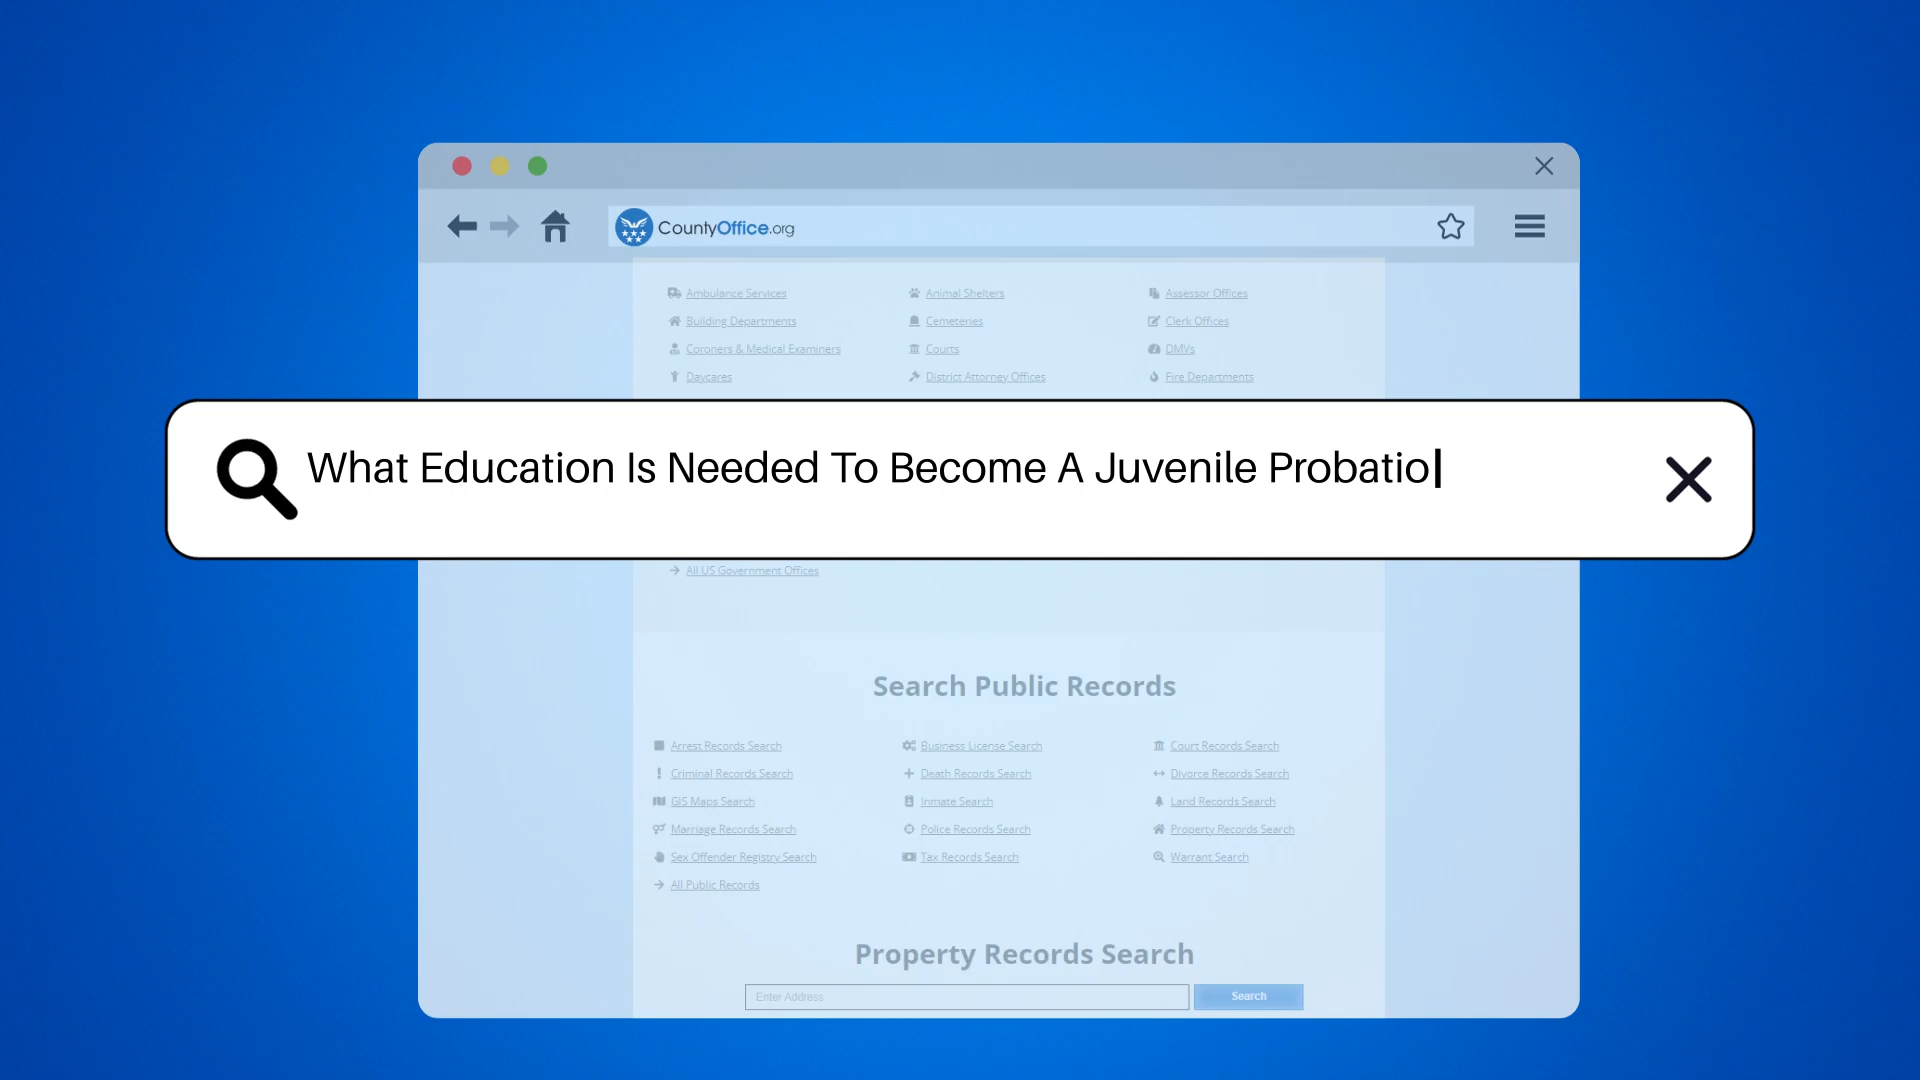 CountyOffice.org
Ambulance Services Animal Shelters Assessor Offices
Building Departments Cemeteries Clerk Offices
Coroners & Medical Examiners Courts DMVs
Daycares District Attorney Offices Fire Departments
What Education Is Needed To Become A Juvenile Probatio
All US Government Offices
Search Public Records
Arrest Records Search Business License Search Court Records Search
Criminal Records Search Death Records Search Divorce Records Search
GIS Maps Search Inmate Search Land Records Search
Marriage Records Search Police Records Search Property Records Search
Sex Offender Registry Search Tax Records Search Warrant Search
All Public Records
Property Records Search
Enter Address Search